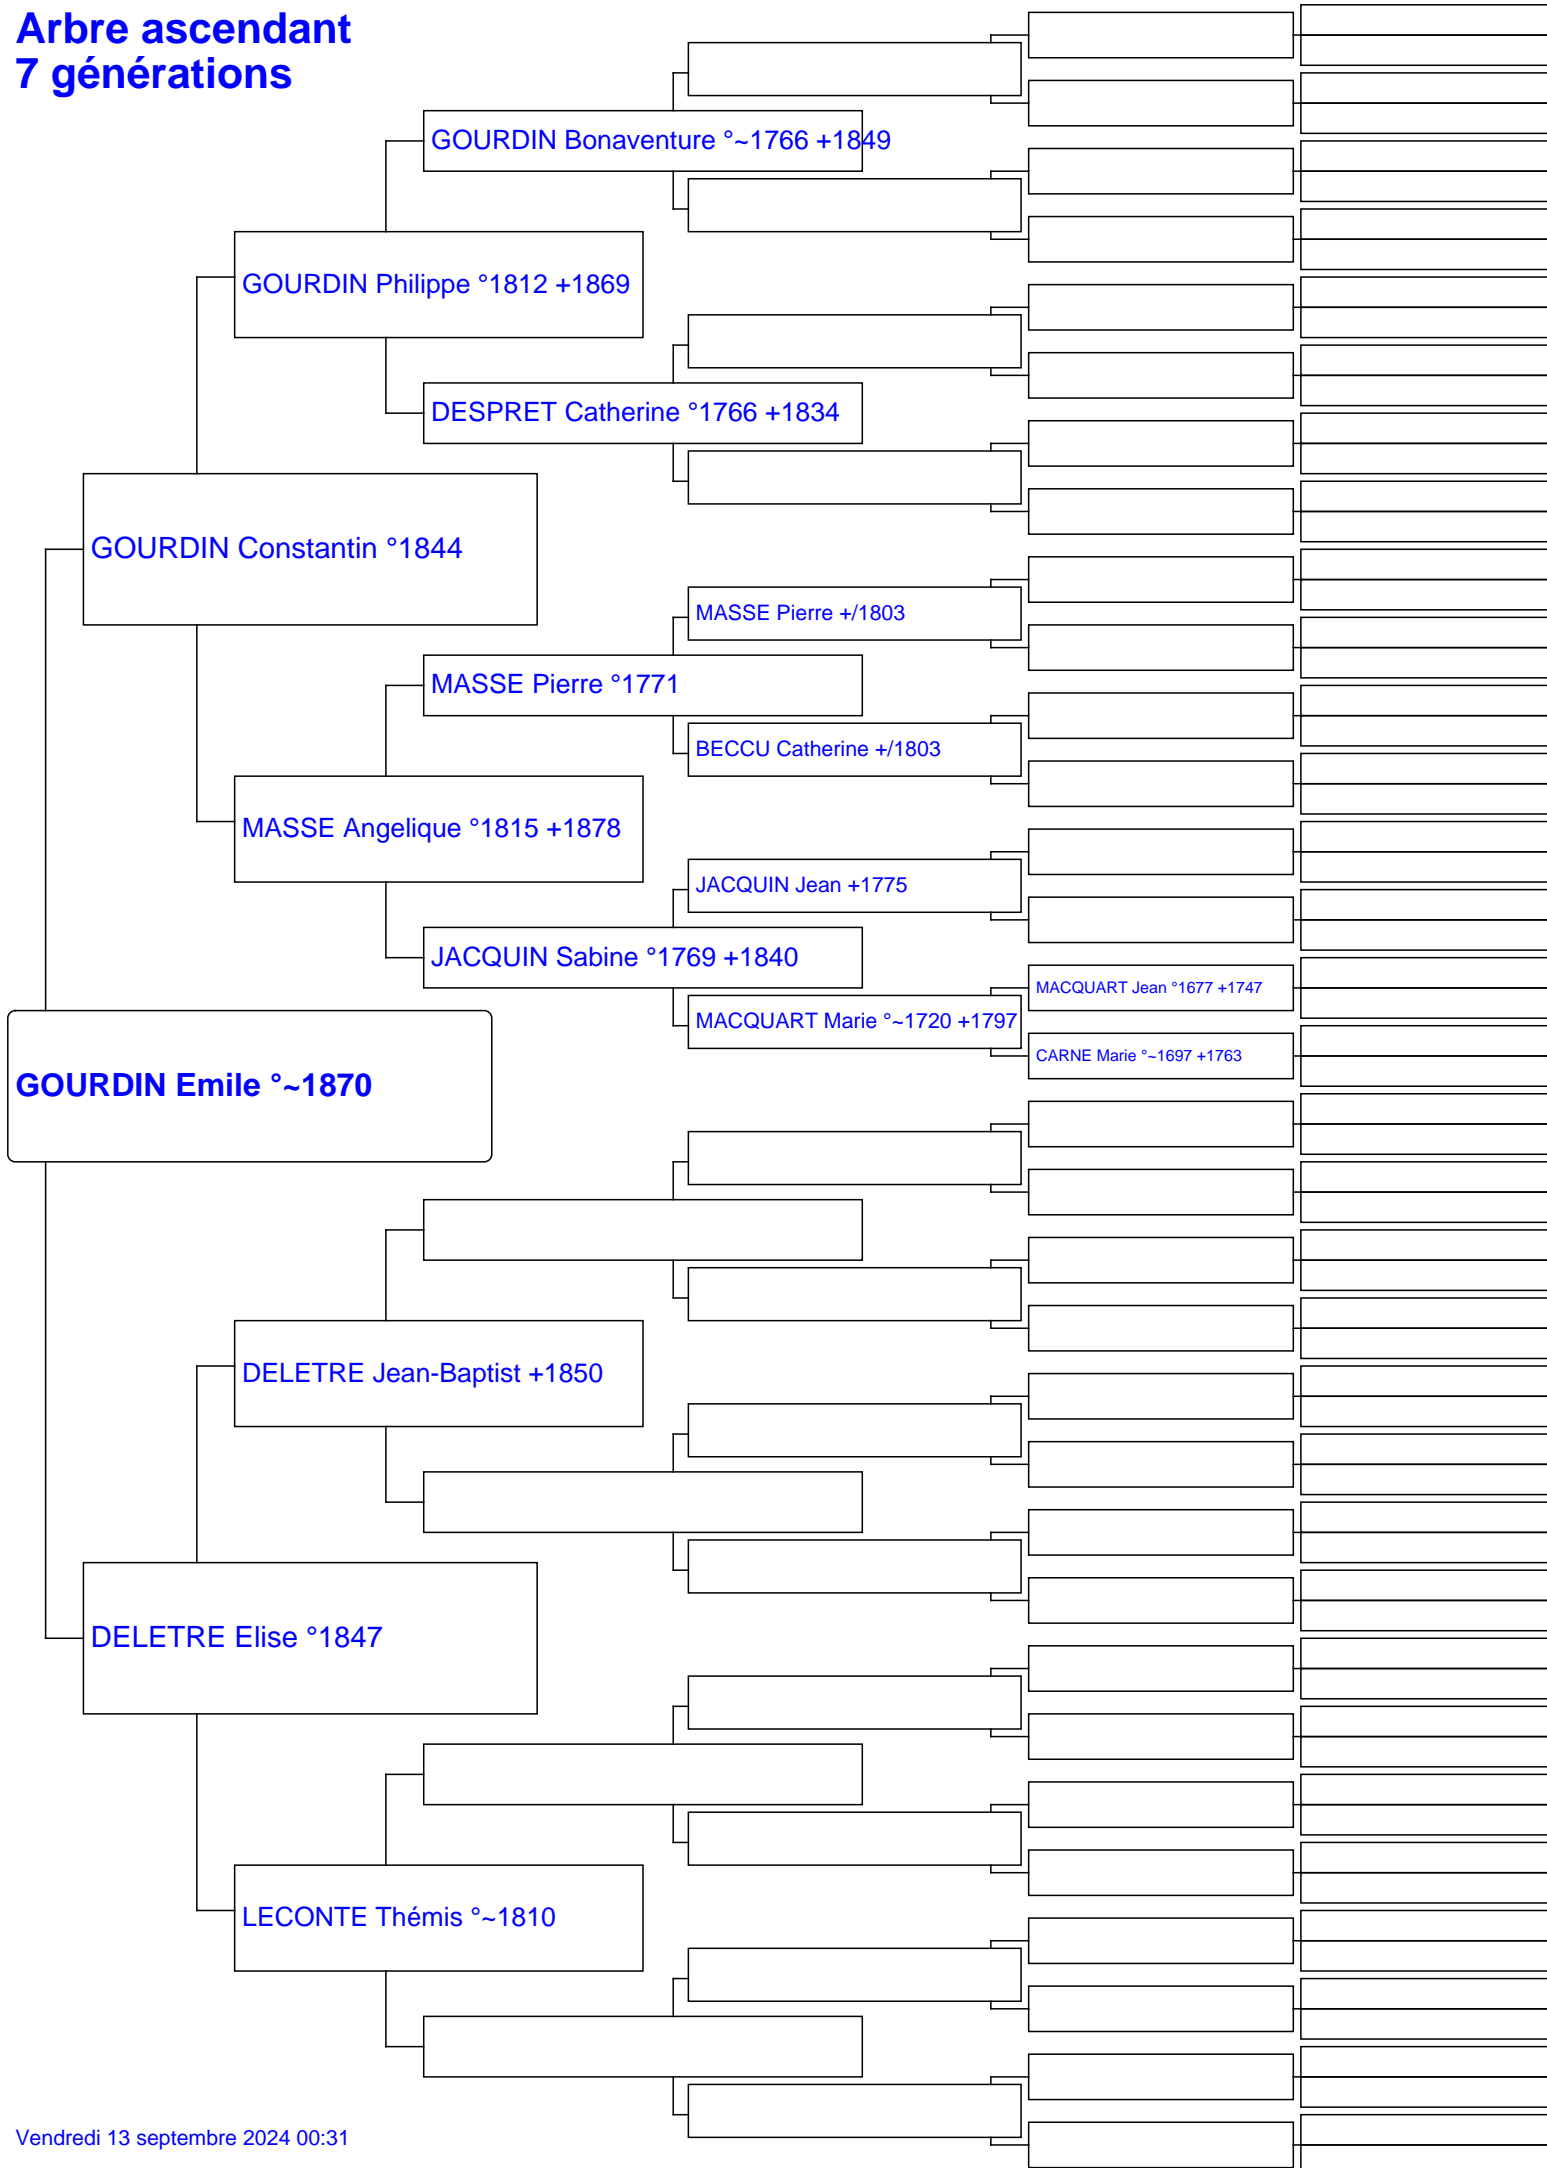 Arbre ascendant
7 générations
GOURDIN Bonaventure °~1766 +1849
GOURDIN Philippe °1812 +1869
DESPRET Catherine °1766 +1834
GOURDIN Constantin °1844
MASSE Pierre +/1803
MASSE Pierre °1771
BECCU Catherine +/1803
MASSE Angelique °1815 +1878
JACQUIN Jean +1775
JACQUIN Sabine °1769 +1840
MACQUART Jean °1677 +1747
MACQUART Marie °~1720 +1797
CARNE Marie °~1697 +1763
GOURDIN Emile °~1870
DELETRE Jean-Baptist +1850
DELETRE Elise °1847
LECONTE Thémis °~1810
Vendredi 13 septembre 2024 00:31